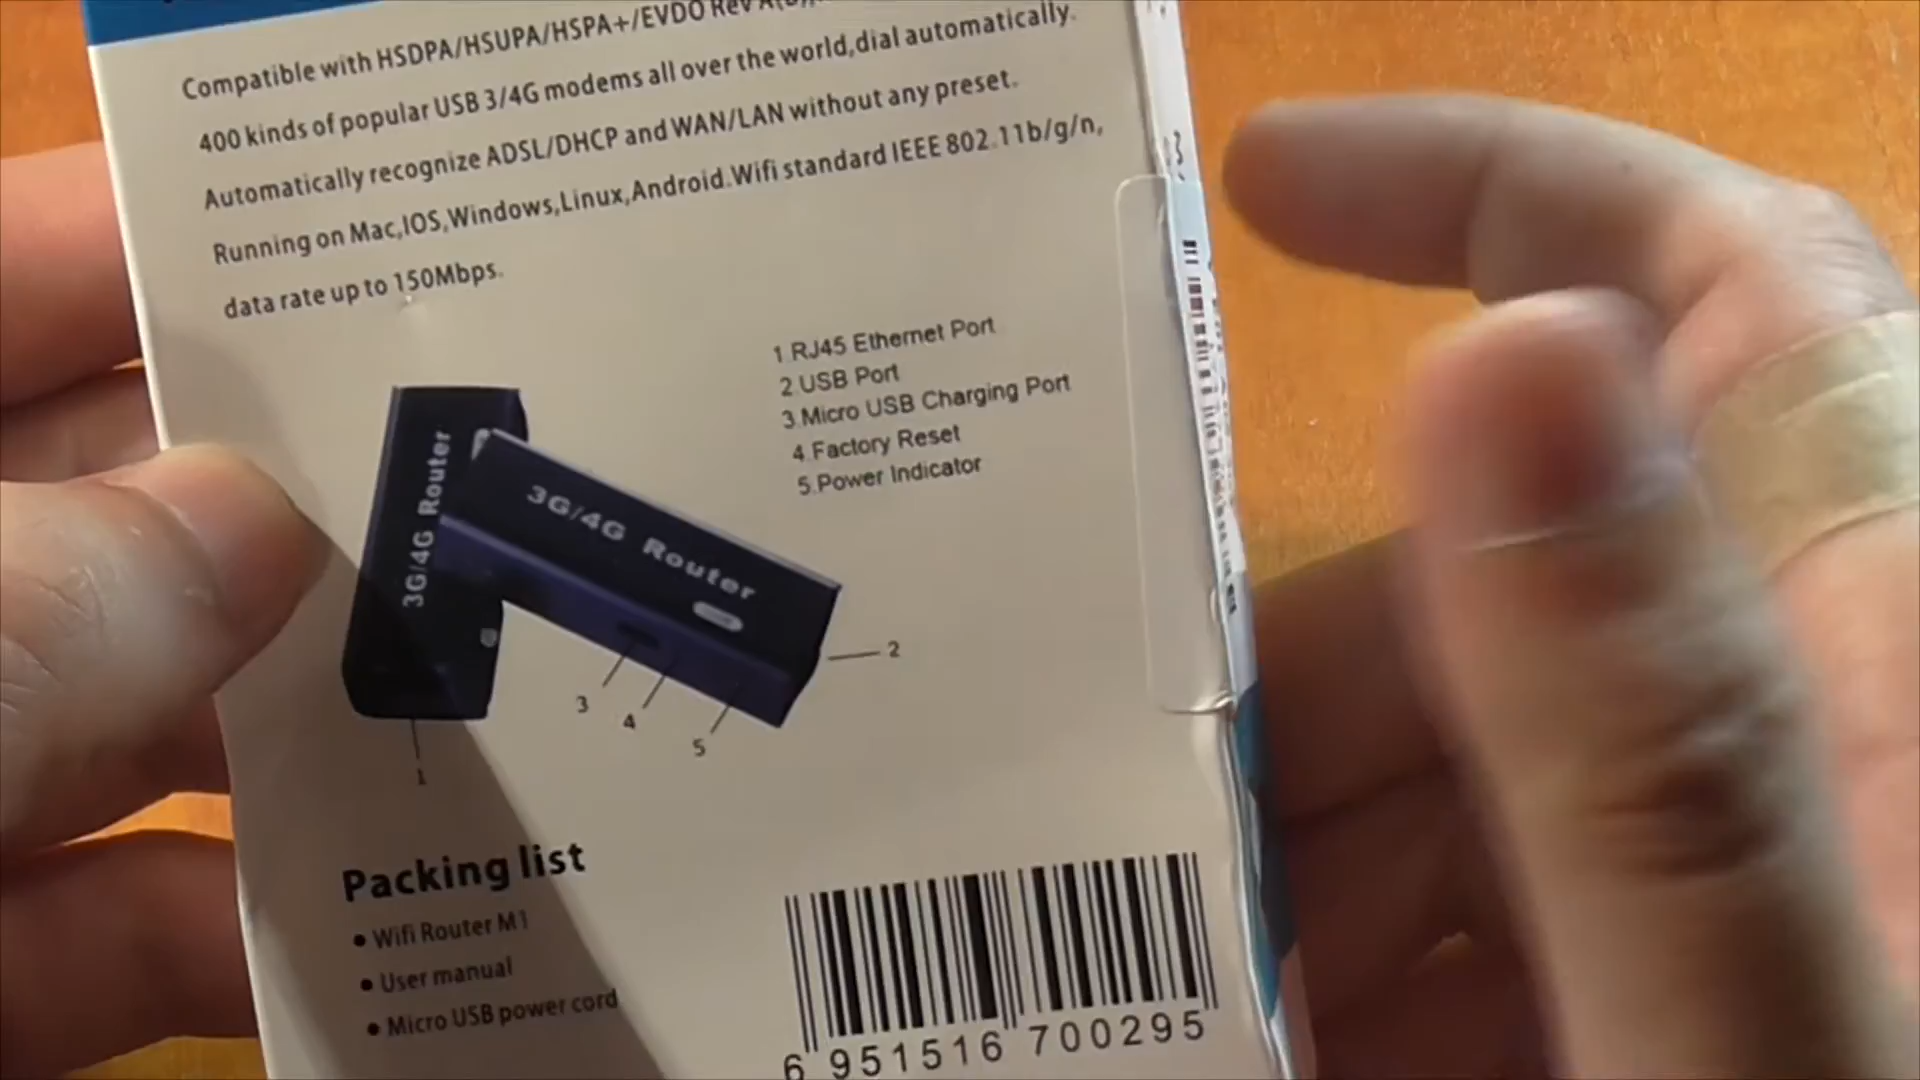 Compatible with HSDPA/HSUPA/HSPA+/EVDO Rev
400 kinds of popular USB 3/4G modems all over the world,dial automatically.
Automatically recognize ADSL/DHCP and WAN/LAN without any preset.
Running on Mac,IOS,Windows,Linux,Android.Wifi standard IEEE 802.11b/g/n,
data rate up to 150Mbps.
1.RJ45 Ethernet Port
2.USB Port
3.Micro USB Charging Port
4.Factory Reset
5.Power Indicator
3G/4G Router
3G/4G Router
2
3
4
5
1
Packing list
● Wifi Router M1
● User manual
● Micro USB power cord
6 951516 700295